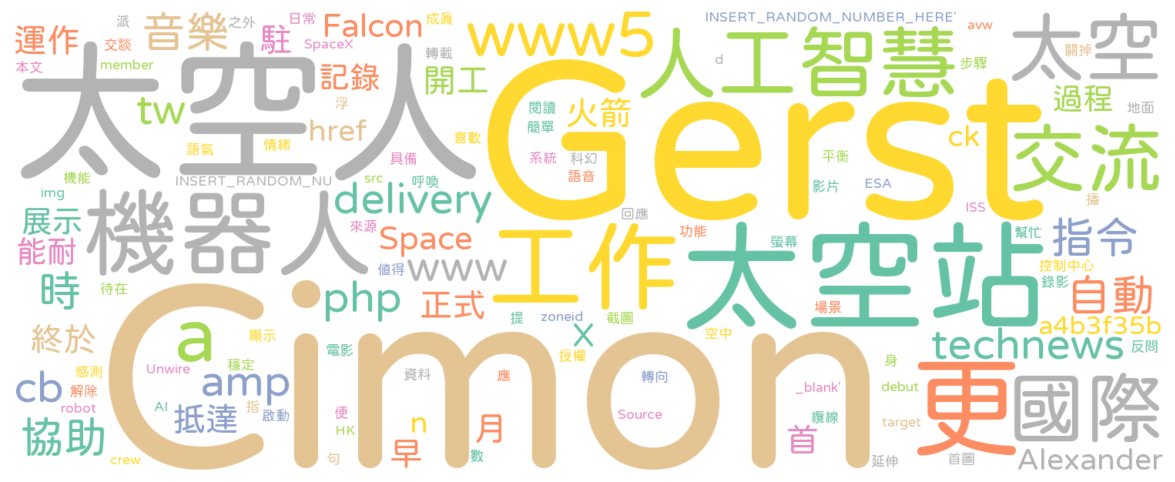 派 之外 日常 成員 INSERT_RANDOM_NUMBER_HERE' avw
運作 音樂 駐 Falcon www5 人工智慧 太空
本文 交談 SpaceX 轉載 d 步驟 關掉
member 太空人 記錄 開工 Gerst 過程
tw 浮 閱讀 火箭 地面
href 喜歡 簡單 ck 交流
語氣 情緒 具備 系統 科幻 平衡
機能 INSERT_RANDOM_NU src 呼喚 語音 影片 ESA
img 機器人 delivery 播
展示 來源 回應 ISS
能耐 Space 工作 功能 太空站 幫忙 指令
值得 www 螢幕 控制中心
時 待在 php 正式 場景 錄影 自動
Cimon 提 zoneid 截圖 a4b3f35b
終於 a 顯示 電影 X 空中 technews 反問
感測 穩定 授權 身
cb Unwire amp 資料 應 轉向 _blank' debut 更 國際
解除
robot AI 抵達 指 啟動 便 n 月 Source 纜線
協助 HK 首 target
crew 句 早 數 延伸 首圖 Alexander